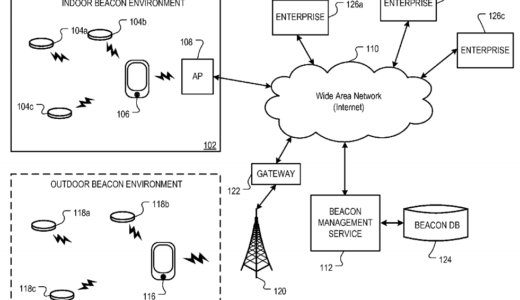 INDOOR BEACON ENVIRONMENT
104a
104b
104c
106
108
AP
102
126a
ENTERPRISE
ENTERPRISE
126c
ENTERPRISE
110
Wide Area Network
(Internet)
OUTDOOR BEACON ENVIRONMENT
118a
118b
118c
116
GATEWAY
122
120
BEACON
MANAGEMENT
SERVICE
112
BEACON DB
124